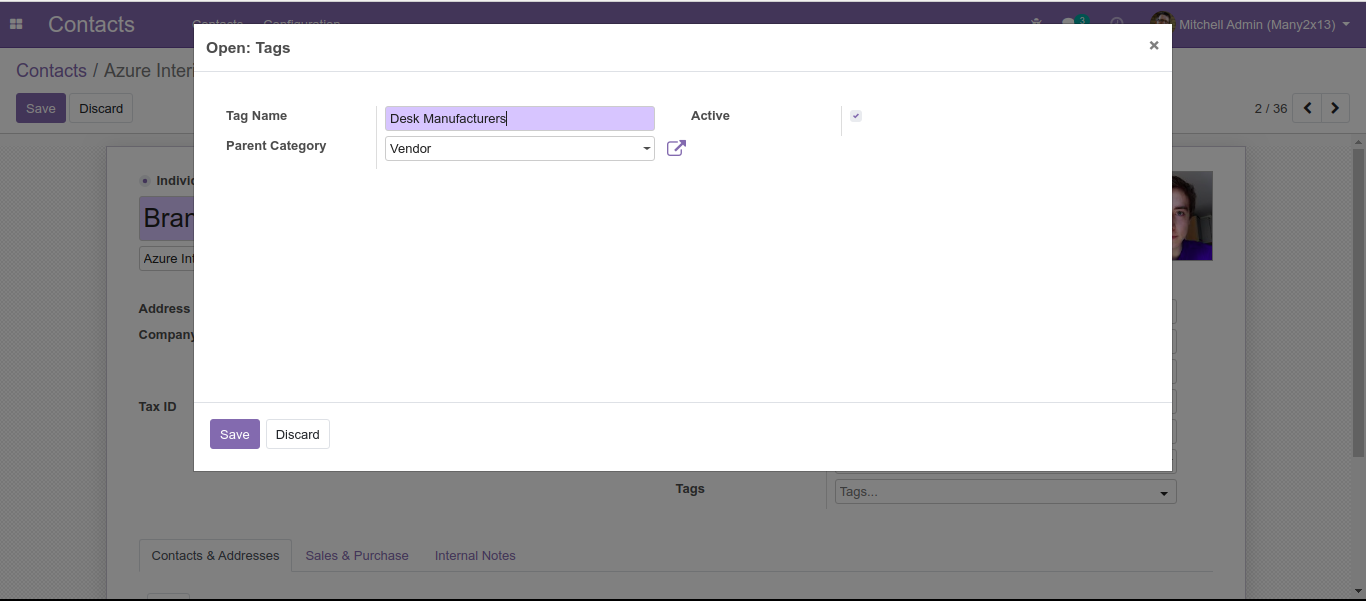 Contacts
Contacts Configuration
3
Mitchell Admin (Many2x13)
Contacts / Azure Interi
Save Discard
2 / 36
Open: Tags
×
Tag Name
Desk Manufacturers
Active
Parent Category
Vendor
Save Discard
Individ
Bran
Azure Int
Address
Company
Tax ID
Tags
Tags...
Contacts & Addresses
Sales & Purchase
Internal Notes